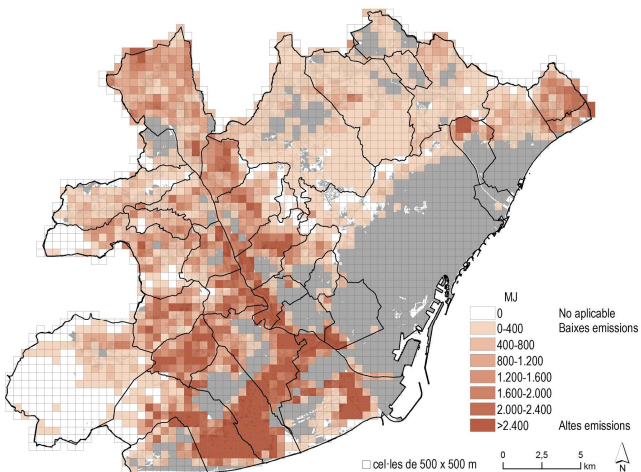 MJ
0 No aplicable
0-400 Baixes emissions
400-800
800-1.200
1.200-1.600
1.600-2.000
2.000-2.400
>2.400 Altes emissions
cel·les de 500 x 500 m
0 2,5 5
km
N